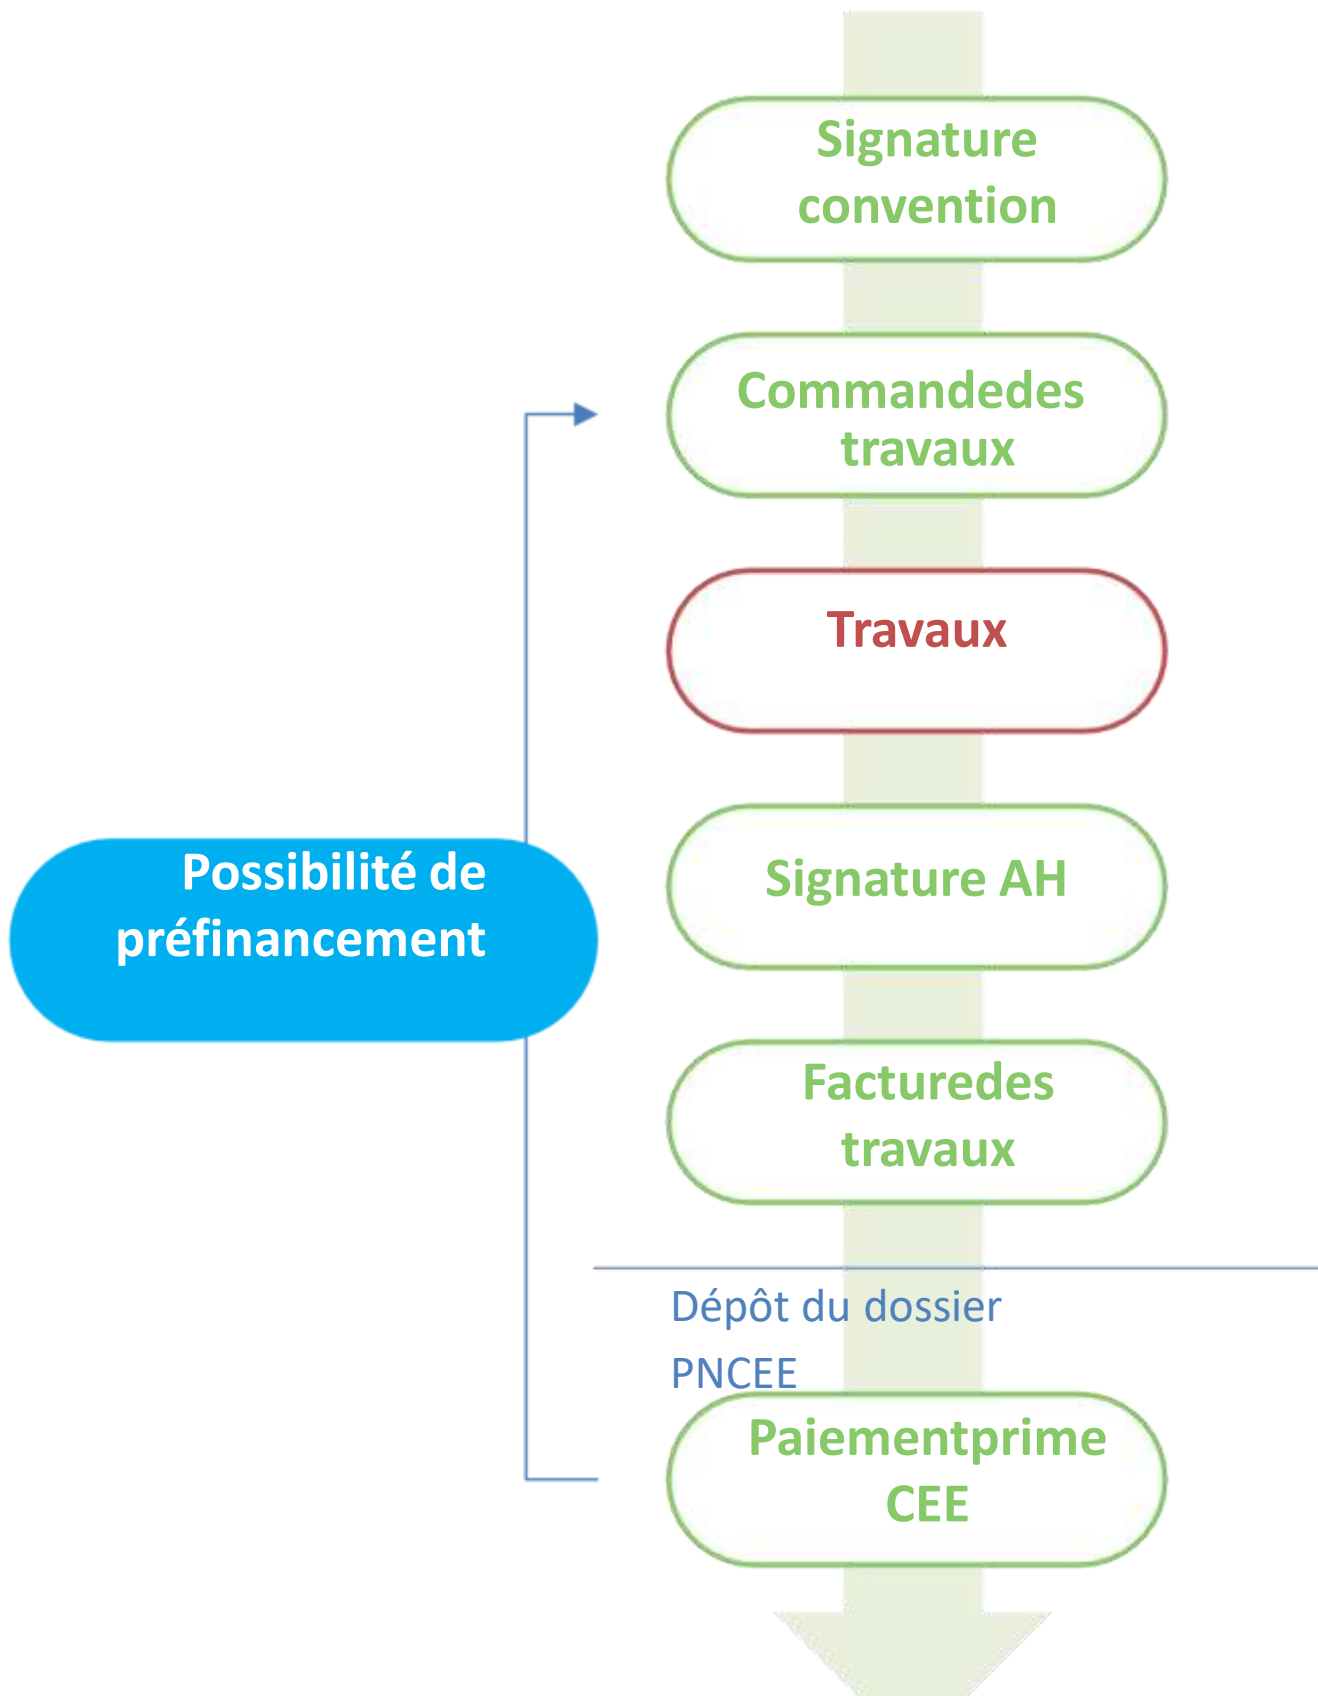 Signature
convention
Commandedes
travaux
Travaux
Possibilité de
préfinancement
Signature AH
Facturedes
travaux
Dépôt du dossier
PNCEE
Paiementprime
CEE